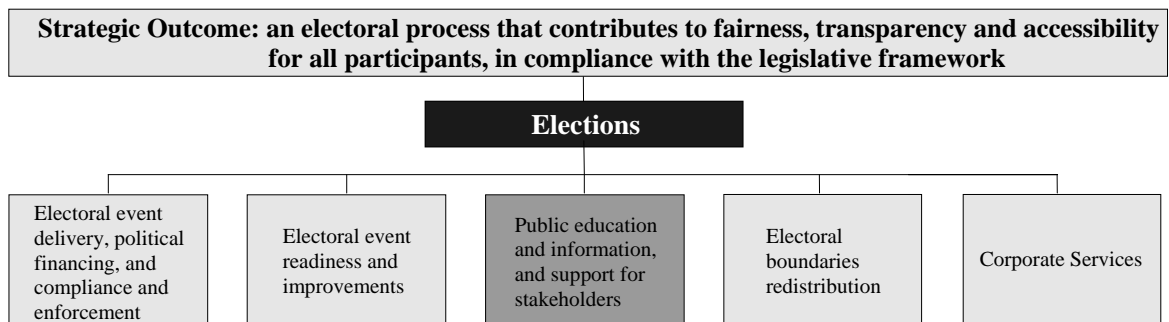 Strategic Outcome: an electoral process that contributes to fairness, transparency and accessibility
for all participants, in compliance with the legislative framework
Elections
Electoral event
delivery, political
financing, and
compliance and
enforcement
Electoral event
readiness and
improvements
Public education
and information,
and support for
stakeholders
Electoral
boundaries
redistribution
Corporate Services